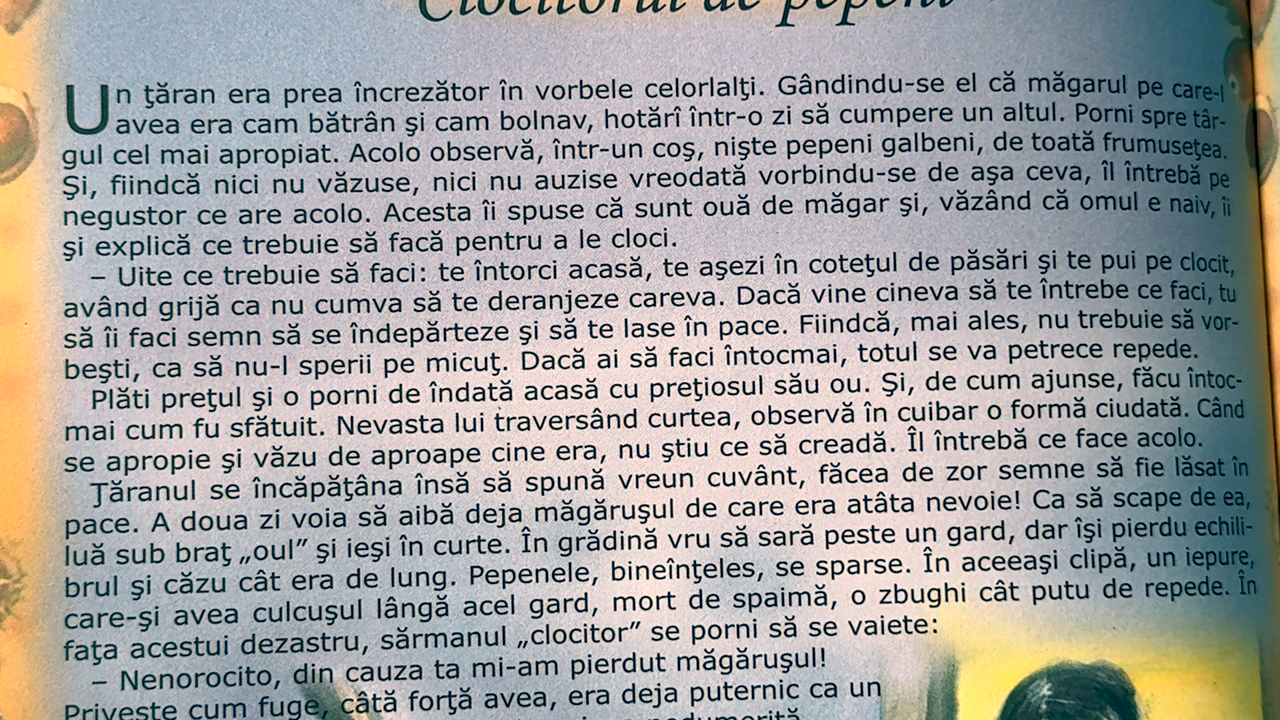 Clocitorul de pepeni
Un ţăran era prea încrezător în vorbele celorlalţi. Gândindu-se el că măgarul pe care-l
avea era cam bătrân şi cam bolnav, hotărî într-o zi să cumpere un altul. Porni spre târ-
gul cel mai apropiat. Acolo observă, într-un coş, nişte pepeni galbeni, de toată frumuseţea.
Şi, fiindcă nici nu văzuse, nici nu auzise vreodată vorbindu-se de aşa ceva, îl întrebă pe
negustor ce are acolo. Acesta îi spuse că sunt ouă de măgar şi, văzând că omul e naiv, îi
şi explică ce trebuie să facă pentru a le cloci.
– Uite ce trebuie să faci: te întorci acasă, te aşezi în coteţul de păsări şi te pui pe clocit,
având grijă ca nu cumva să te deranjeze careva. Dacă vine cineva să te întrebe ce faci, tu
să îi faci semn să se îndepărteze şi să te lase în pace. Fiindcă, mai ales, nu trebuie să vor-
beşti, ca să nu-l sperii pe micuţ. Dacă ai să faci întocmai, totul se va petrece repede.
Plăti preţul şi o porni de îndată acasă cu preţiosul său ou. Şi, de cum ajunse, făcu întoc-
mai cum fu sfătuit. Nevasta lui traversând curtea, observă în cuibar o formă ciudată. Când
se apropie şi văzu de aproape cine era, nu ştiu ce să creadă. Îl întrebă ce face acolo.
Ţăranul se încăpăţâna însă să spună vreun cuvânt, făcea de zor semne să fie lăsat în
pace. A doua zi voia să aibă deja măgăruşul de care era atâta nevoie! Ca să scape de ea,
luă sub braţ „oul” şi ieşi în curte. În grădină vru să sară peste un gard, dar îşi pierdu echili-
brul şi căzu cât era de lung. Pepenele, bineînţeles, se sparse. În aceeaşi clipă, un iepure,
care-şi avea culcuşul lângă acel gard, mort de spaimă, o zbughi cât putu de repede. În
faţa acestui dezastru, sărmanul „clocitor” se porni să se vaiete:
– Nenorocito, din cauza ta mi-am pierdut măgăruşul!
Priveşte cum fuge, câtă forţă avea, era deja puternic ca un